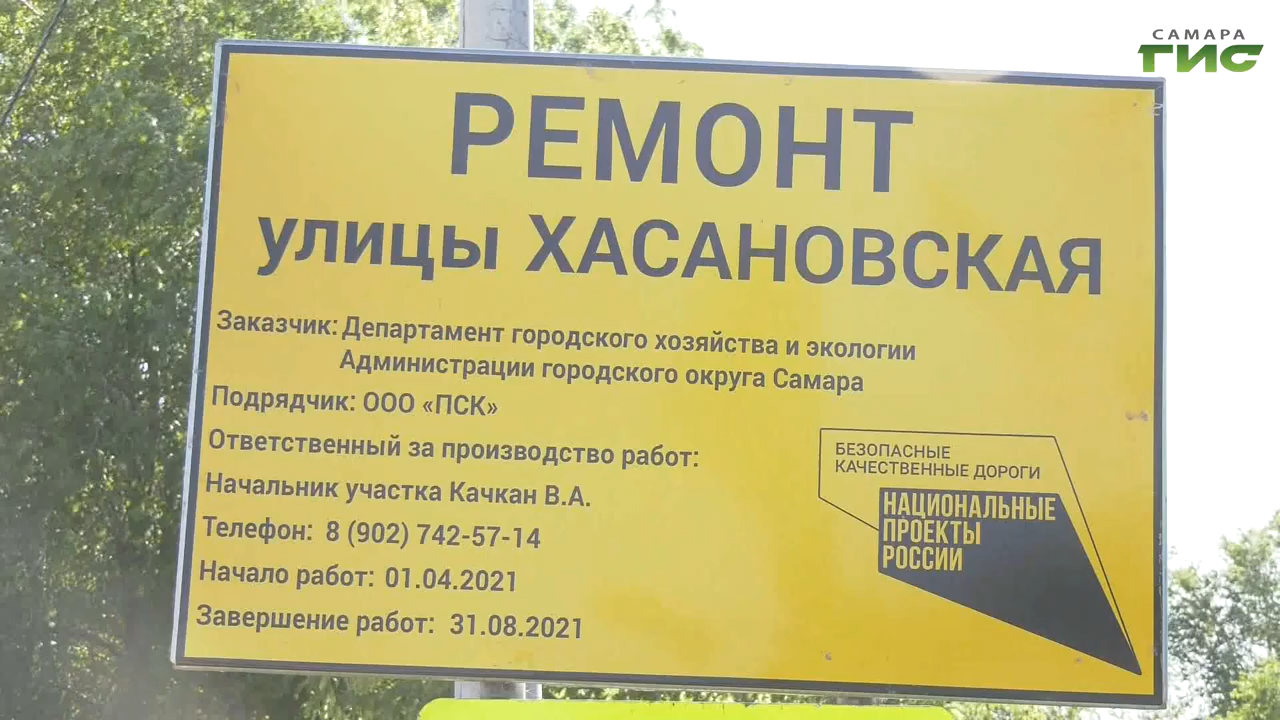 САМАРА
ГИС
РЕМОНТ
улицы ХАСАНОВСКАЯ
Заказчик: Департамент городского хозяйства и экологии
Администрации городского округа Самара
Подрядчик: ООО «ПСК»
Ответственный за производство работ:
Начальник участка Качкан В.А.
Телефон: 8 (902) 742-57-14
Начало работ: 01.04.2021
Завершение работ: 31.08.2021
БЕЗОПАСНЫЕ
КАЧЕСТВЕННЫЕ ДОРОГИ
НАЦИОНАЛЬНЫЕ
ПРОЕКТЫ
РОССИИ